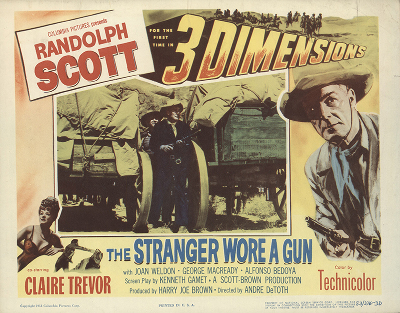 COLUMBIA PICTURES presents
RANDOLPH
SCOTT
FOR THE
FIRST
TIME IN
3 DIMENSIONS
THE STRANGER WORE A GUN
co-starring
CLAIRE TREVOR
with JOAN WELDON · GEORGE MACREADY · ALFONSO BEDOYA
Screen Play by KENNETH GAMET · A SCOTT-BROWN PRODUCTION
Produced by HARRY JOE BROWN · Directed by ANDRE DeTOTH
Color by
Technicolor
PRINTED IN U.S.A.